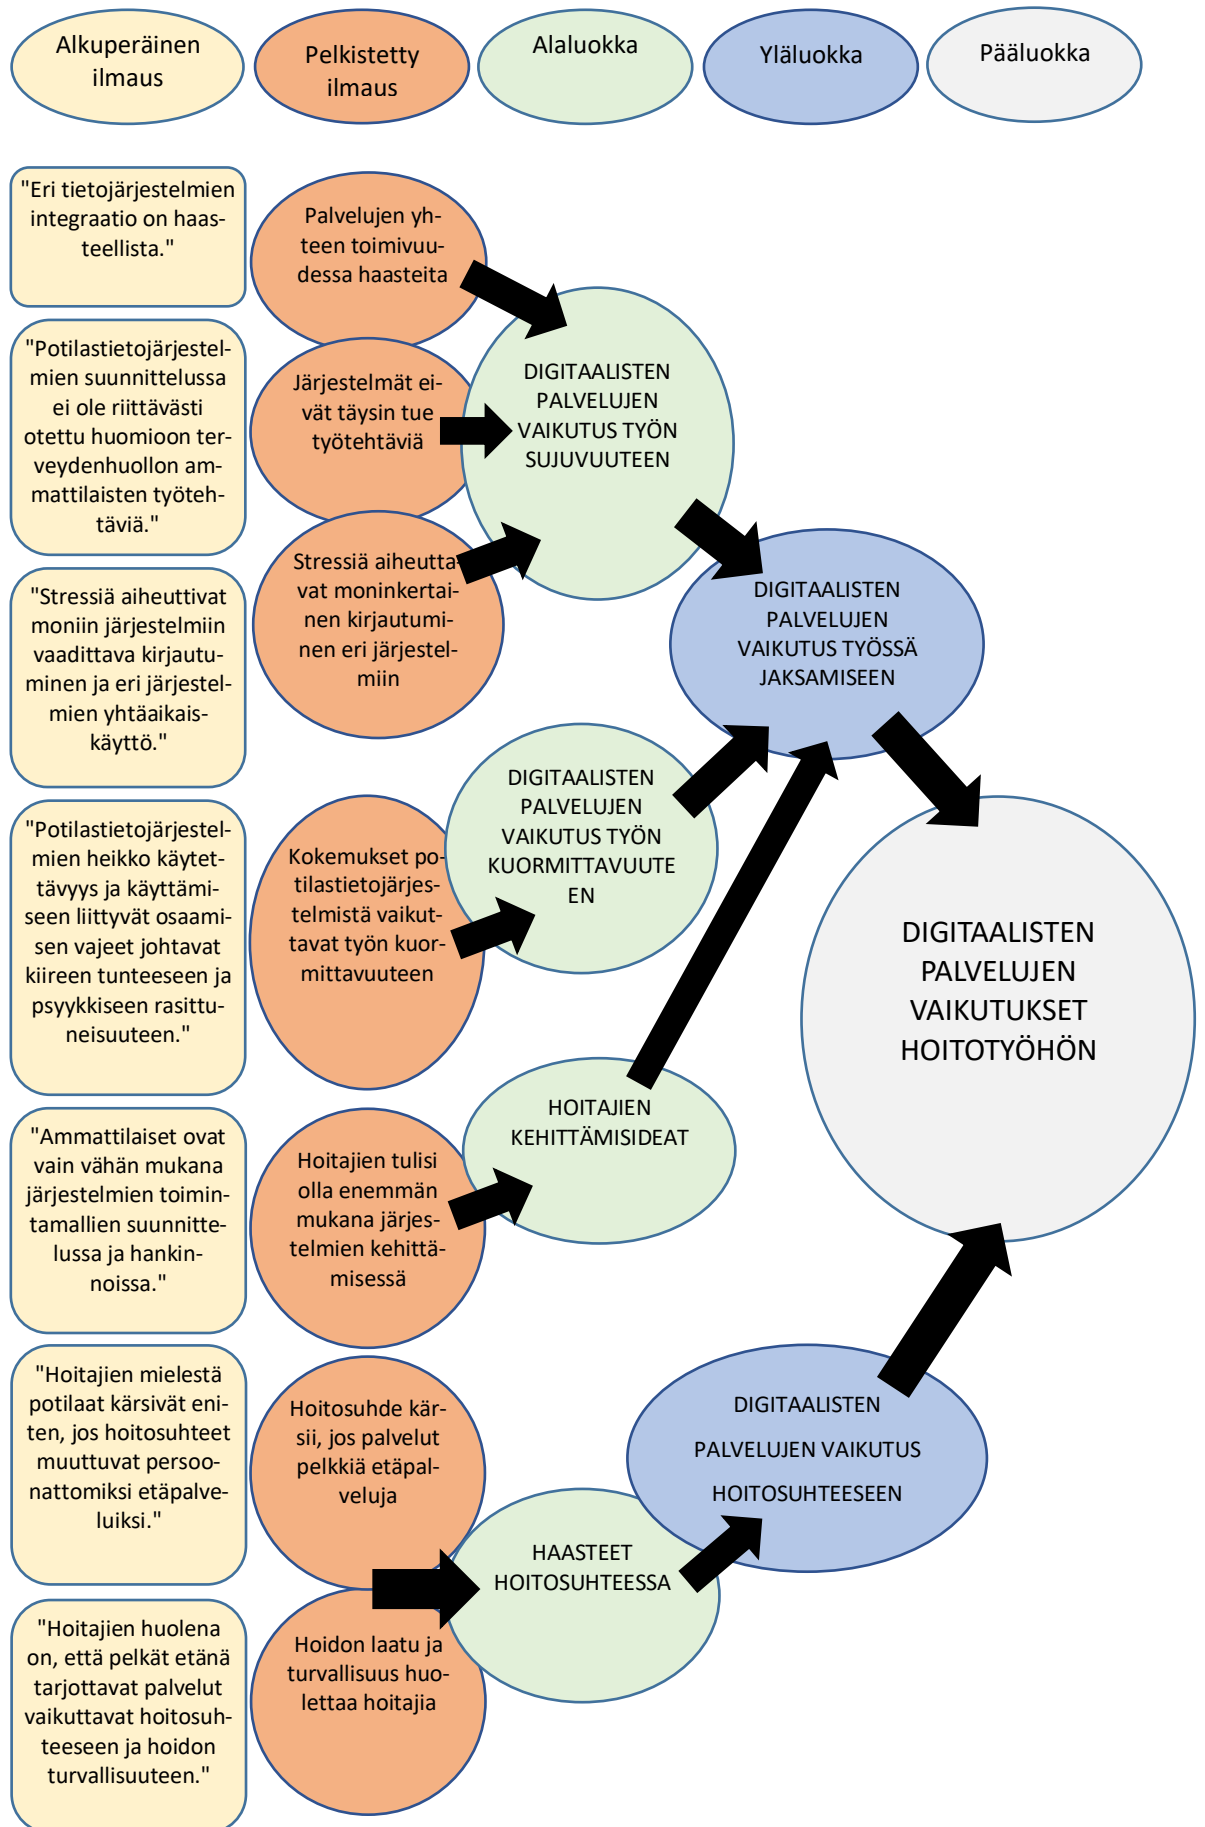 Alkuperäinen
ilmaus
Pelkistetty
ilmaus
Alaluokka
Yläluokka
Pääluokka
"Eri tietojärjestelmien
integraatio on haas-
teellista."
"Potilastietojärjestel-
mien suunnittelussa
ei ole riittävästi
otettu huomioon ter-
veydenhuollon am-
mattilaisten työteh-
täviä."
"Stressiä aiheuttivat
moniin järjestelmiin
vaadittava kirjautu-
minen ja eri järjestel-
mien yhtäaikais-
käyttö."
"Potilastietojärjestel-
mien heikko käytet-
tävyys ja käyttämi-
seen liittyvät osaami-
sen vajeet johtavat
kiireen tunteeseen ja
psyykkiseen rasittu-
neisuuteen."
"Ammattilaiset ovat
vain vähän mukana
järjestelmien toimin-
tamallien suunnitte-
lussa ja hankin-
noissa."
"Hoitajien mielestä
potilaat kärsivät eni-
ten, jos hoitosuhteet
muuttuvat persoo-
nattomiksi etäpalve-
luiksi."
"Hoitajien huolena
on, että pelkät etänä
tarjottavat palvelut
vaikuttavat hoitosuh-
teeseen ja hoidon
turvallisuuteen."
Palvelujen yh-
teen toimivuu-
dessa haasteita
Järjestelmät ei-
vät täysin tue
työtehtäviä
Stressiä aiheutta-
vat moninkertai-
nen kirjautumi-
nen eri järjestel-
miin
Kokemukset po-
tilastietojärjes-
telmistä vaikut-
tavat työn kuor-
mittavuuteen
Hoitajien tulisi
olla enemmän
mukana järjes-
telmien kehittä-
misessä
Hoitosuhde kär-
sii, jos palvelut
pelkkiä etäpal-
veluja
Hoidon laatu ja
turvallisuus huo-
lettaa hoitajia
DIGITAALISTEN
PALVELUJEN
VAIKUTUS TYÖN
SUJUVUUTEEN
DIGITAALISTEN
PALVELUJEN
VAIKUTUS TYÖN
KUORMITTAVUUTE
EN
HOITAJIEN
KEHITTÄMISIDEAT
HAASTEET
HOITOSUHTEESSA
DIGITAALISTEN
PALVELUJEN
VAIKUTUS TYÖSSÄ
JAKSAMISEEN
DIGITAALISTEN
PALVELUJEN VAIKUTUS
HOITOSUHTEESEEN
DIGITAALISTEN
PALVELUJEN
VAIKUTUKSET
HOITOTYÖHÖN